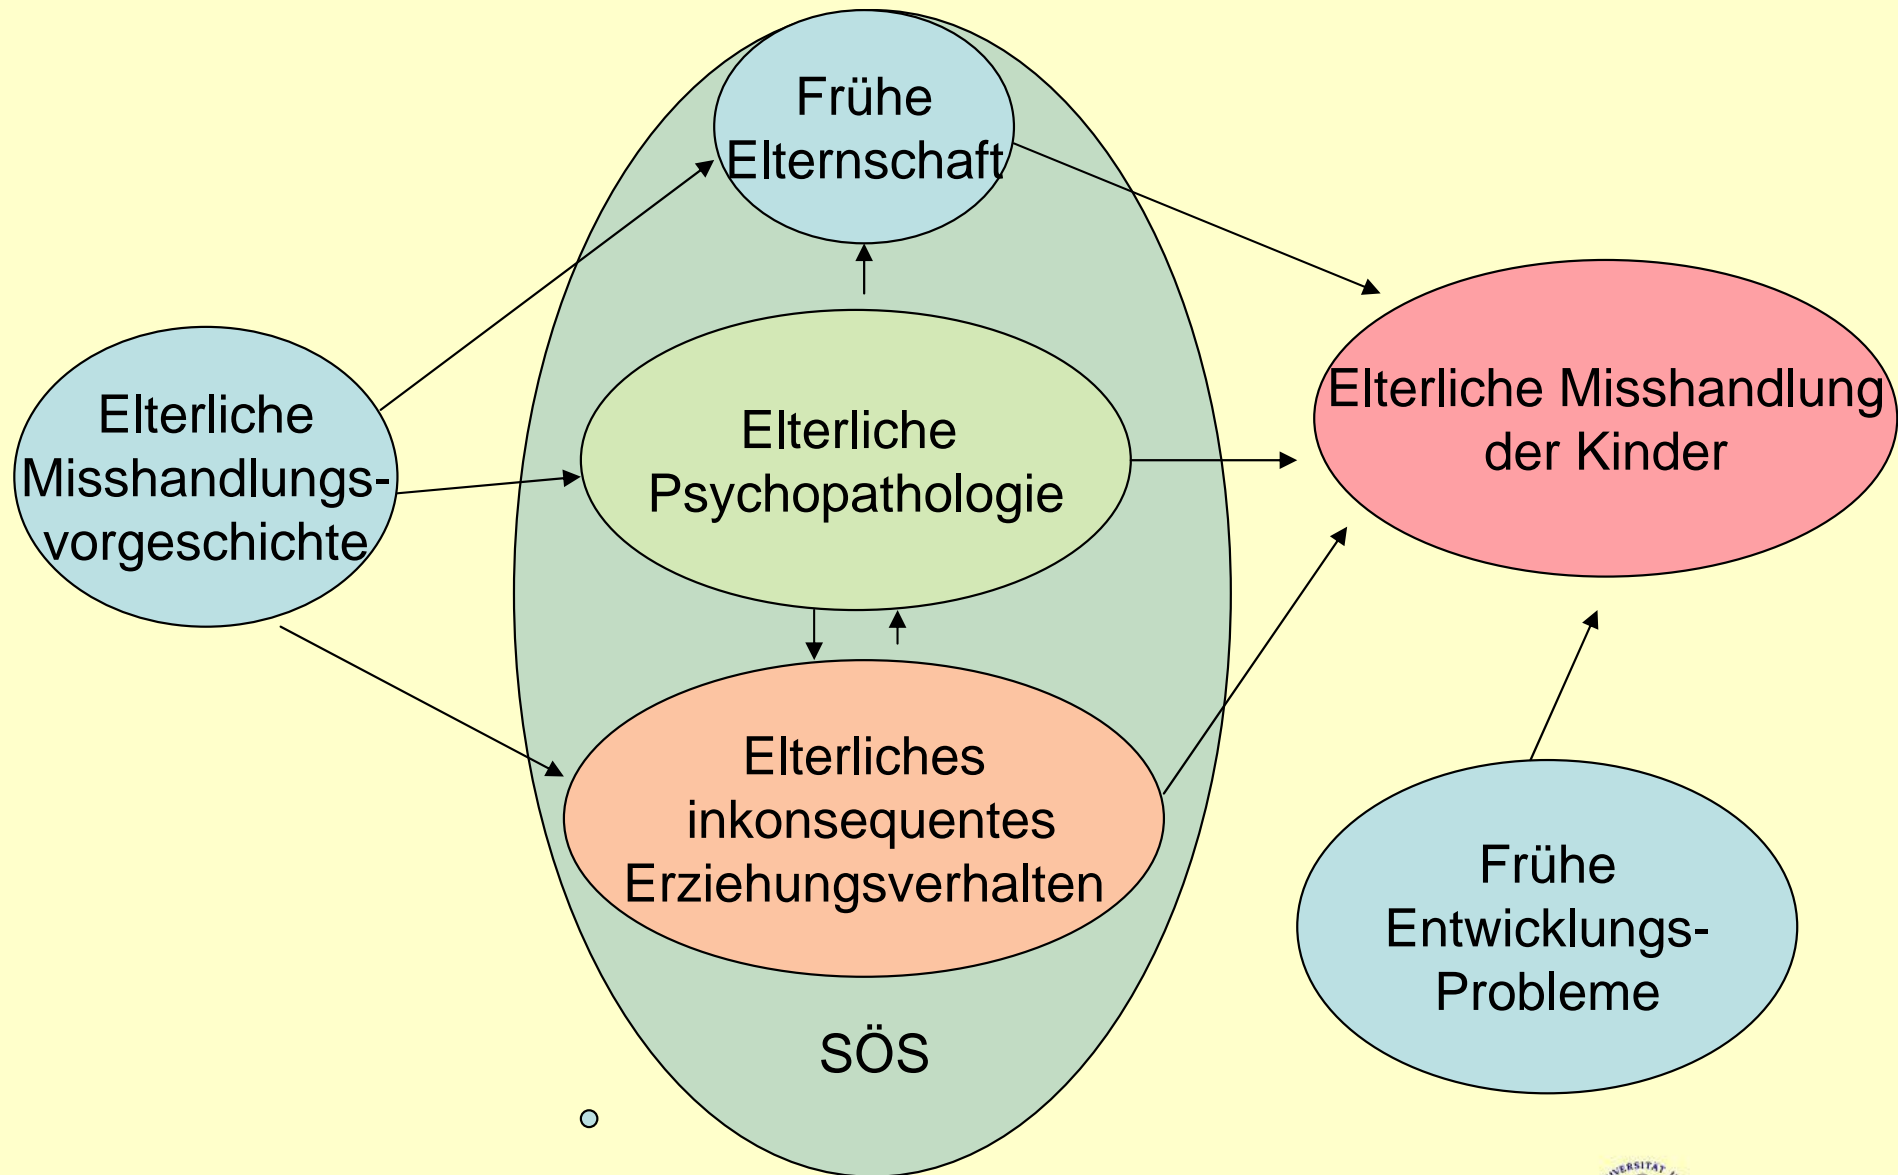 Frühe
Elternschaft
Elterliche
Misshandlungs-
vorgeschichte
Elterliche
Psychopathologie
Elterliche Misshandlung
der Kinder
Elterliches
inkonsequentes
Erziehungsverhalten
Frühe
Entwicklungs-
Probleme
SÖS